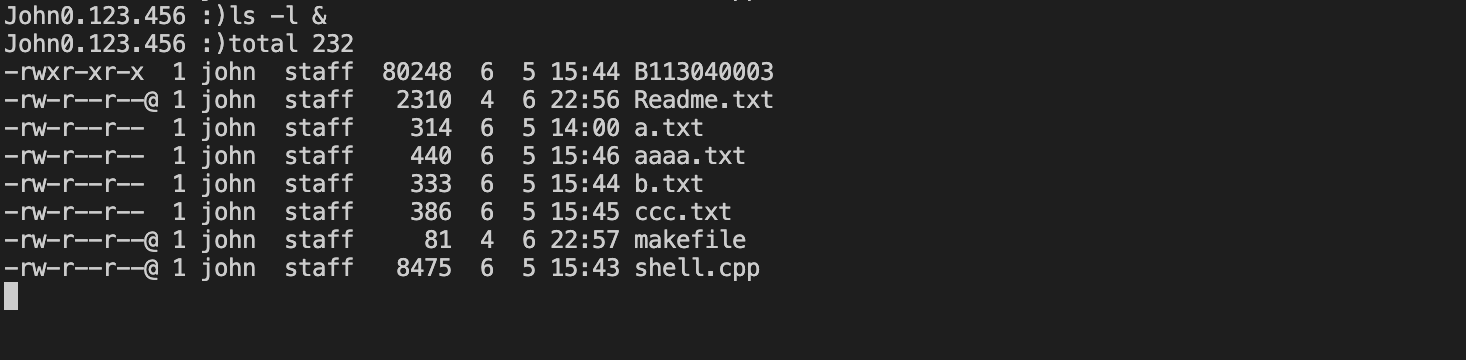 John0.123.456 :)ls -l &
John0.123.456 :)total 232
-rwxr-xr-x  1 john  staff  80248  6  5 15:44 B113040003
-rw-r--r--@ 1 john  staff   2310  4  6 22:56 Readme.txt
-rw-r--r--  1 john  staff    314  6  5 14:00 a.txt
-rw-r--r--  1 john  staff    440  6  5 15:46 aaaa.txt
-rw-r--r--  1 john  staff    333  6  5 15:44 b.txt
-rw-r--r--  1 john  staff    386  6  5 15:45 ccc.txt
-rw-r--r--@ 1 john  staff     81  4  6 22:57 makefile
-rw-r--r--@ 1 john  staff   8475  6  5 15:43 shell.cpp